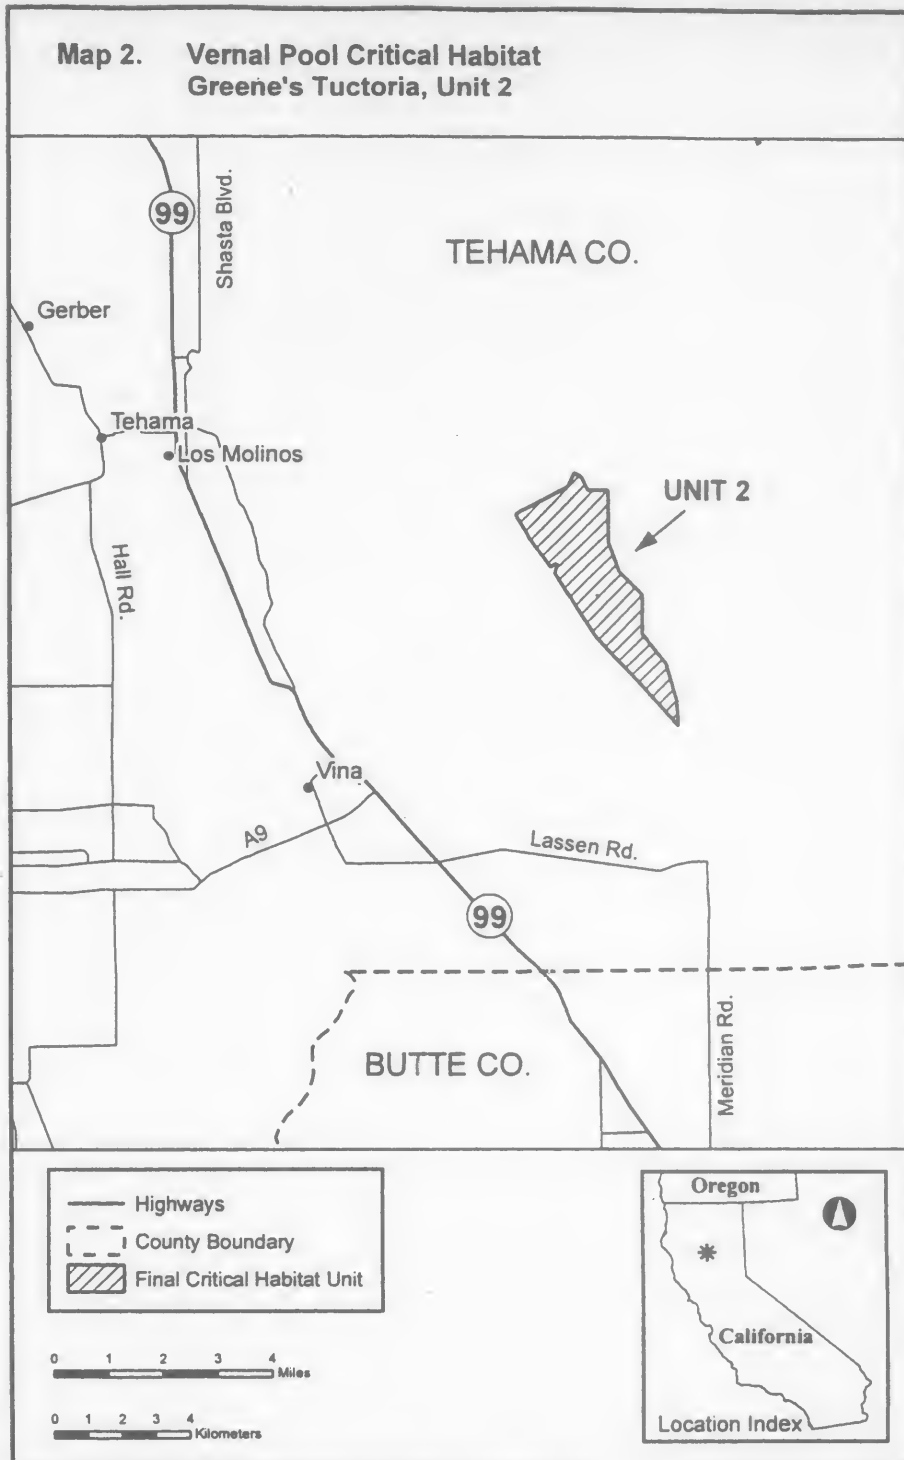 Map 2. Vernal Pool Critical Habitat
Greene's Tuctoria, Unit 2
99
Shasta Blvd.
TEHAMA CO.
Gerber
Tehama
Los Molinos
UNIT 2
Hall Rd.
Vina
A9
Lassen Rd.
99
BUTTE CO.
Meridian Rd.
Highways
County Boundary
Final Critical Habitat Unit
0 1 2 3 4
Miles
0 1 2 3 4
Kilometers
Oregon
California
Location Index